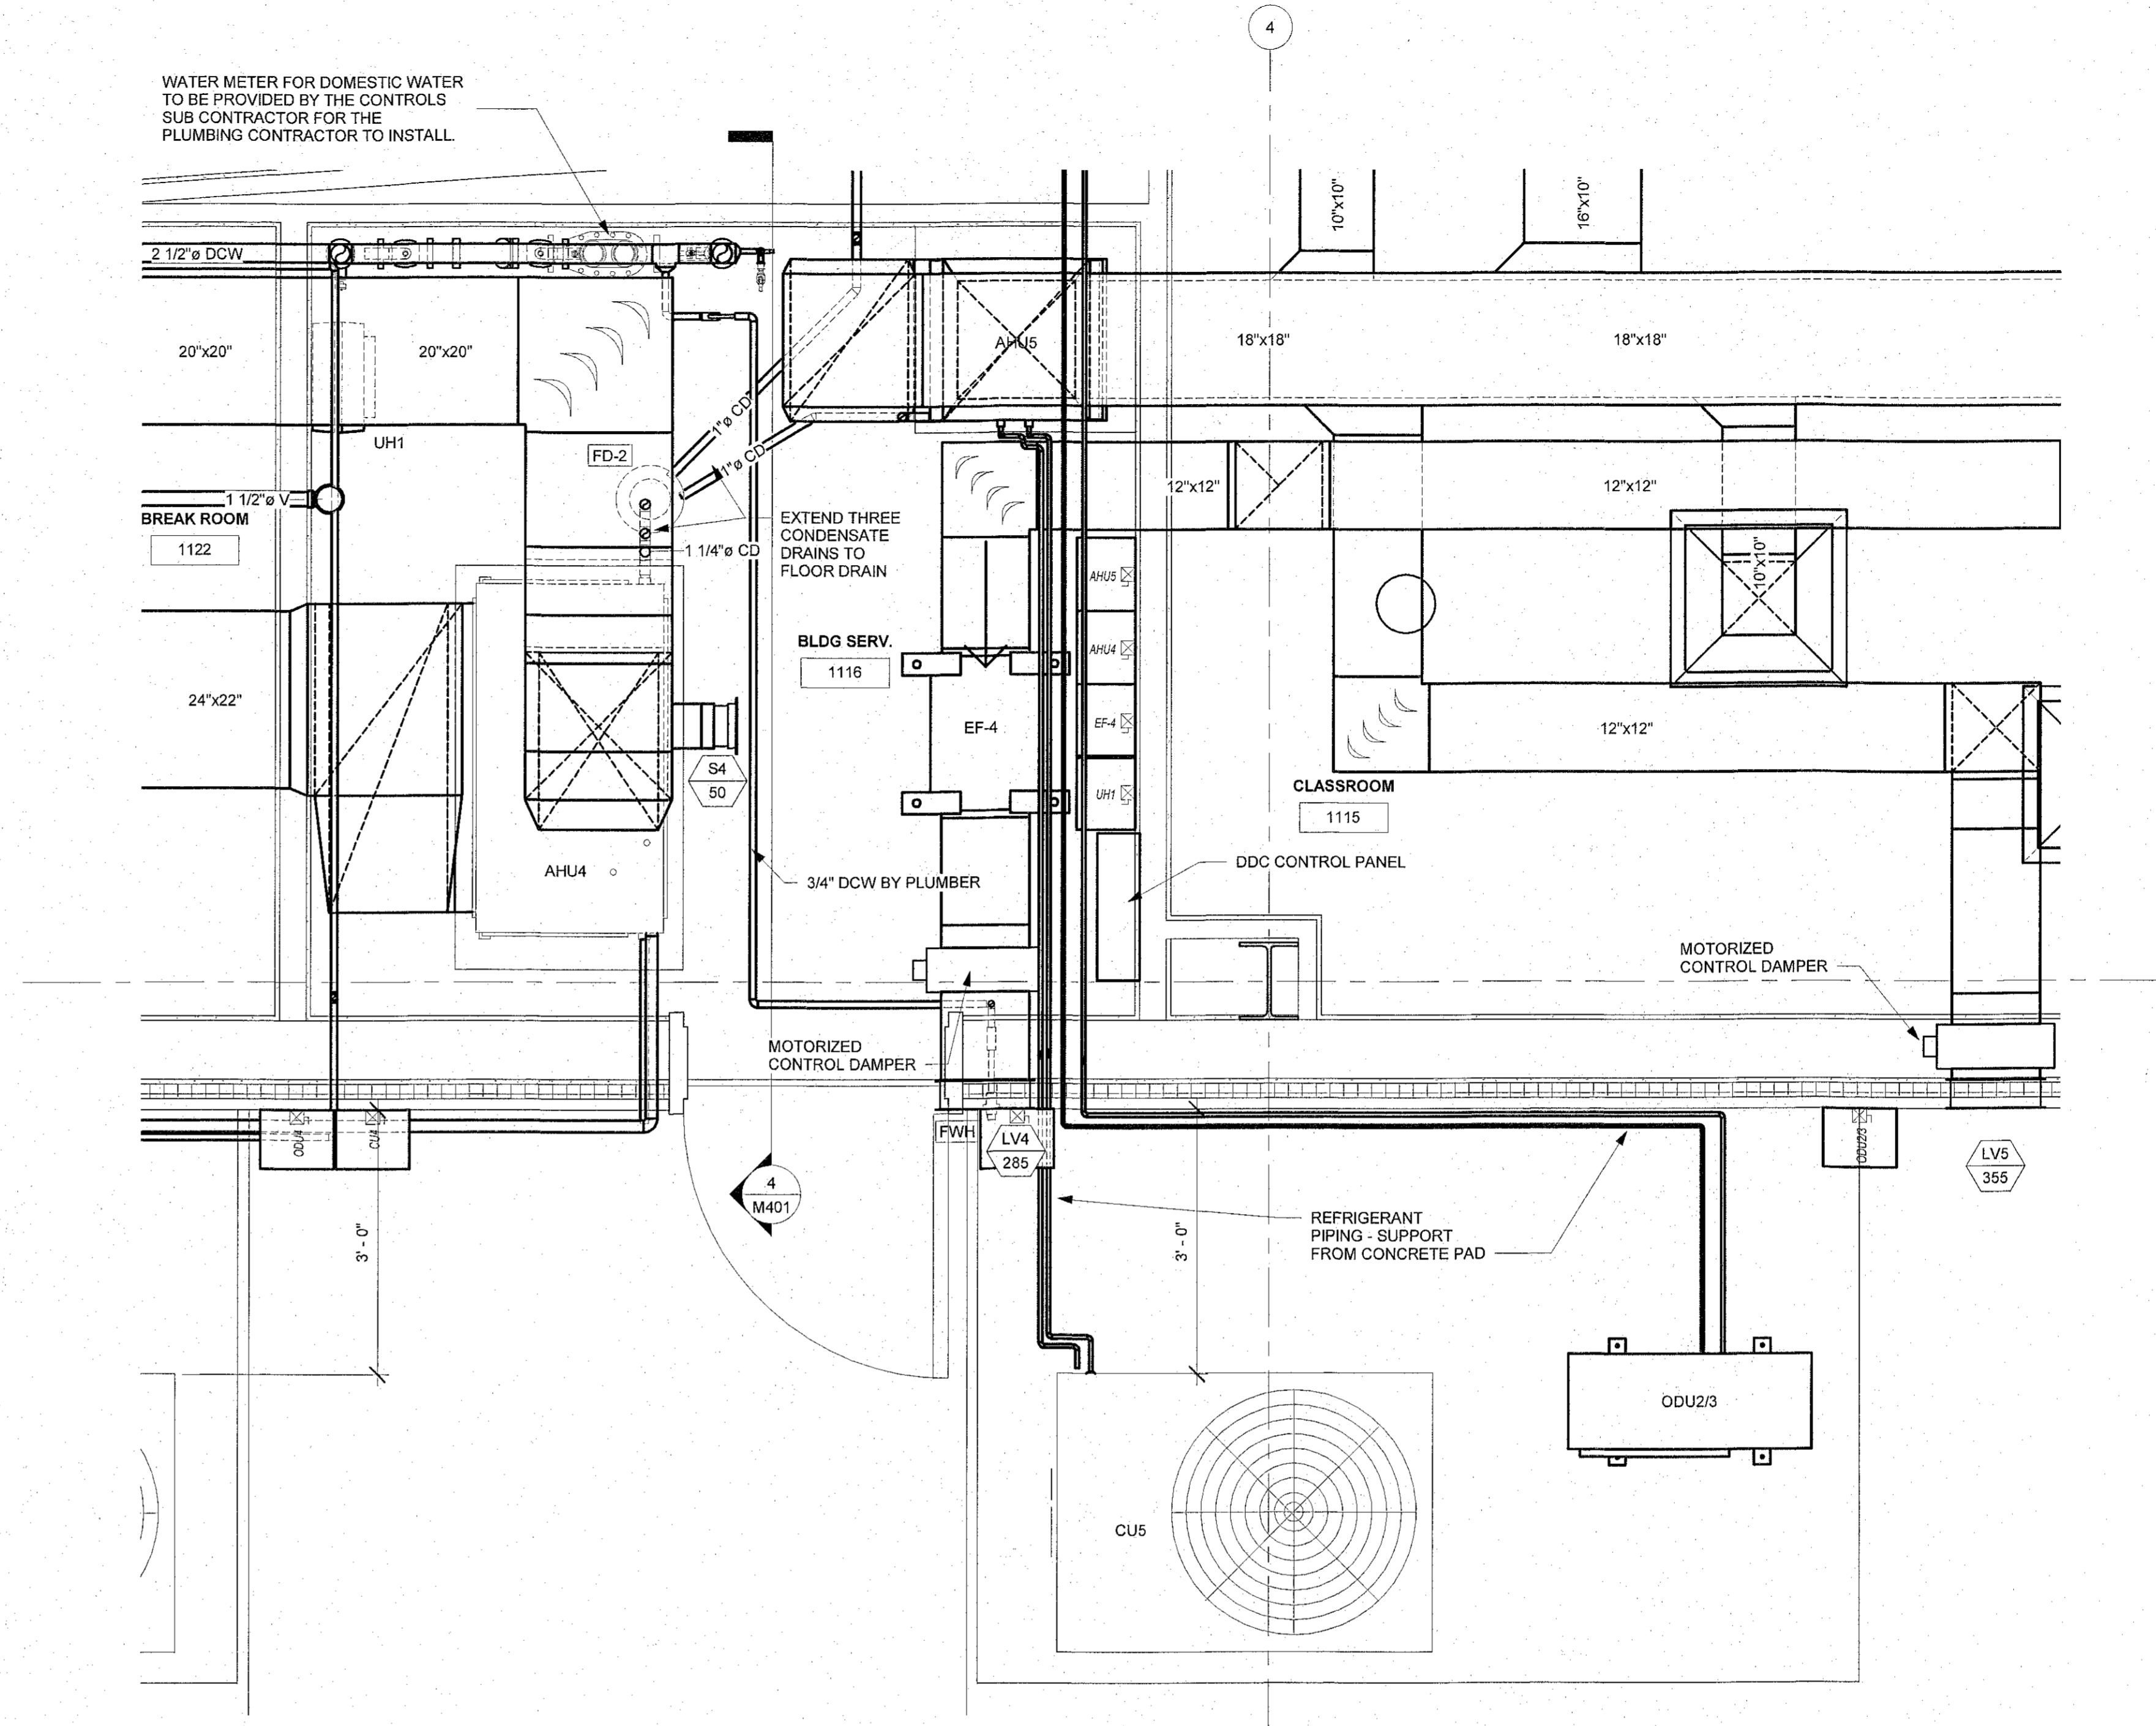 4
WATER METER FOR DOMESTIC WATER
TO BE PROVIDED BY THE CONTROLS
SUB CONTRACTOR FOR THE
PLUMBING CONTRACTOR TO INSTALL.
10"x10"
16"x10"
2 1/2"ø DCW
20"x20"
20"x20"
AHU5
18"x18"
18"x18"
UH1
FD-2
1"ø CD
1"ø CD
1 1/2"ø V
BREAK ROOM
1122
EXTEND THREE
CONDENSATE
DRAINS TO
FLOOR DRAIN
1 1/4"ø CD
12"x12"
12"x12"
10"x10"
AHU5
AHU4
EF-4
UH1
BLDG SERV.
1116
24"x22"
EF-4
12"x12"
S4
50
CLASSROOM
1115
AHU4
3/4" DCW BY PLUMBER
DDC CONTROL PANEL
MOTORIZED
CONTROL DAMPER
MOTORIZED
CONTROL DAMPER
ODU4
CU4
FWH
LV4
285
ODU2/3
LV5
355
4
M401
3' - 0"
3' - 0"
REFRIGERANT
PIPING - SUPPORT
FROM CONCRETE PAD
ODU2/3
CU5